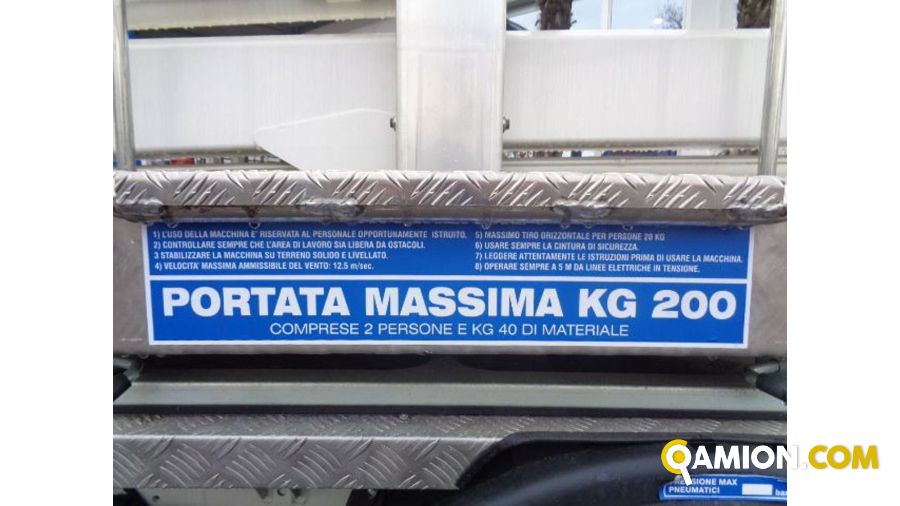 1) L'USO DELLA MACCHINA E' RISERVATA AL PERSONALE OPPORTUNAMENTE ISTRUITO.
2) CONTROLLARE SEMPRE CHE L'AREA DI LAVORO SIA LIBERA DA OSTACOLI.
3 STABILIZZARE LA MACCHINA SU TERRENO SOLIDO E LIVELLATO.
4) VELOCITA' MASSIMA AMMISSIBILE DEL VENTO: 12.5 m/sec.
5) MASSIMO TIRO ORIZZONTALE PER PERSONE 20 KG
6) USARE SEMPRE LA CINTURA DI SICUREZZA.
7) LEGGERE ATTENTAMENTE LE ISTRUZIONI PRIMA DI USARE LA MACCHINA.
8) OPERARE SEMPRE A 5 M DA LINEE ELETTRICHE IN TENSIONE.
PORTATA MASSIMA KG 200
COMPRESE 2 PERSONE E KG 40 DI MATERIALE
QAMION.COM
PRESSIONE MAX
PNEUMATICI bar